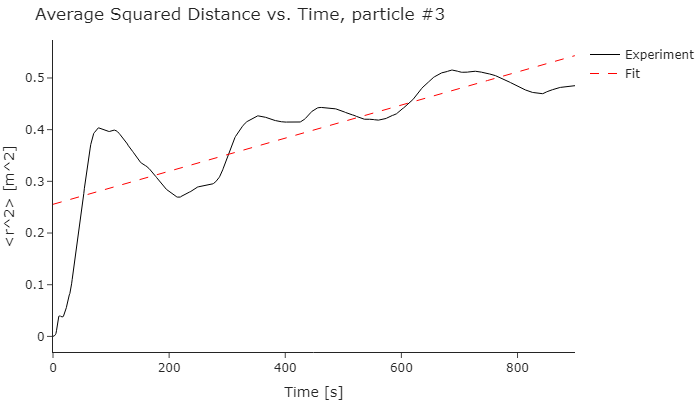 Average Squared Distance vs. Time, particle #3
<r^2> [m^2]
0.5
0.4
0.3
0.2
0.1
0
0
200
400
600
800
Time [s]
Experiment
Fit